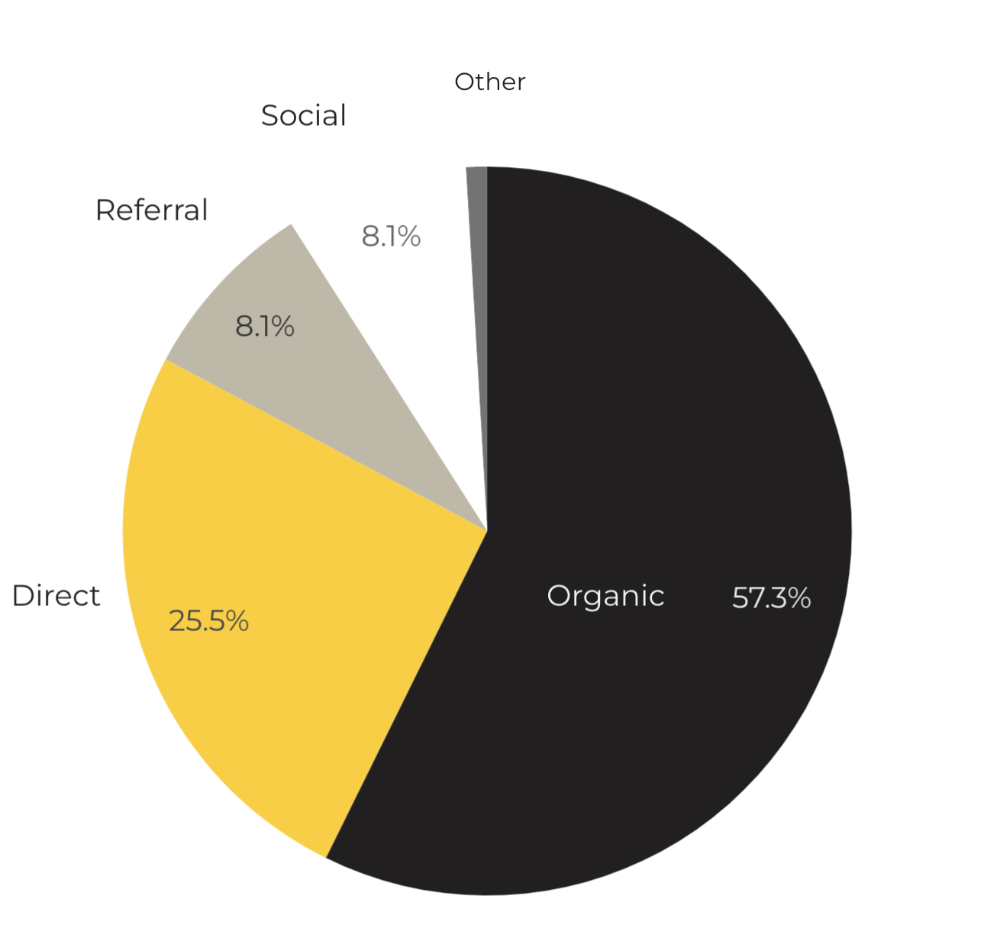 Other
Social
Referral
8.1%
8.1%
Direct
25.5%
Organic
57.3%